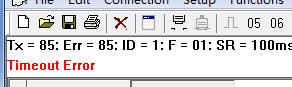 File Edit Connection Setup Functions
05 06
Tx = 85: Err = 85: ID = 1: F = 01: SR = 100ms
Timeout Error